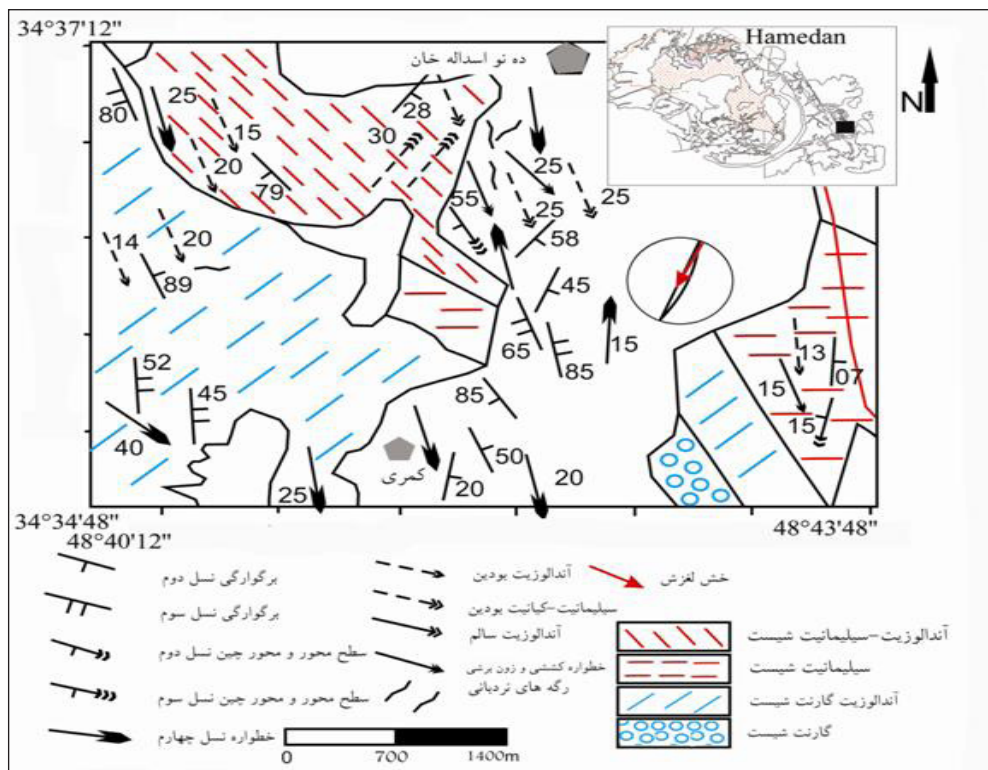 34°37'12"
Hamedan
ده نو اسداله خان
N
80
25
15
20
79
28
30
55
25
25
25
58
45
14
20
89
65
85
15
13
07
15
15
52
45
40
85
50
20
20
25
کمری
34°34'48"
48°40'12"
48°43'48"
برگوارگی نسل دوم
برگوارگی نسل سوم
سطح محور و محور چین نسل دوم
سطح محور و محور چین نسل سوم
خطواره نسل چهارم
آندالوزیت بودین
سیلیمانیت-کیانیت بودین
آندالوزیت سالم
خطواره کششی و زون برشی
رگه های نردبانی
0 700 1400m
خش لغزش
آندالوزیت-سیلیمانیت شیست
سیلیمانیت شیست
آندالوزیت گارنت شیست
گارنت شیست